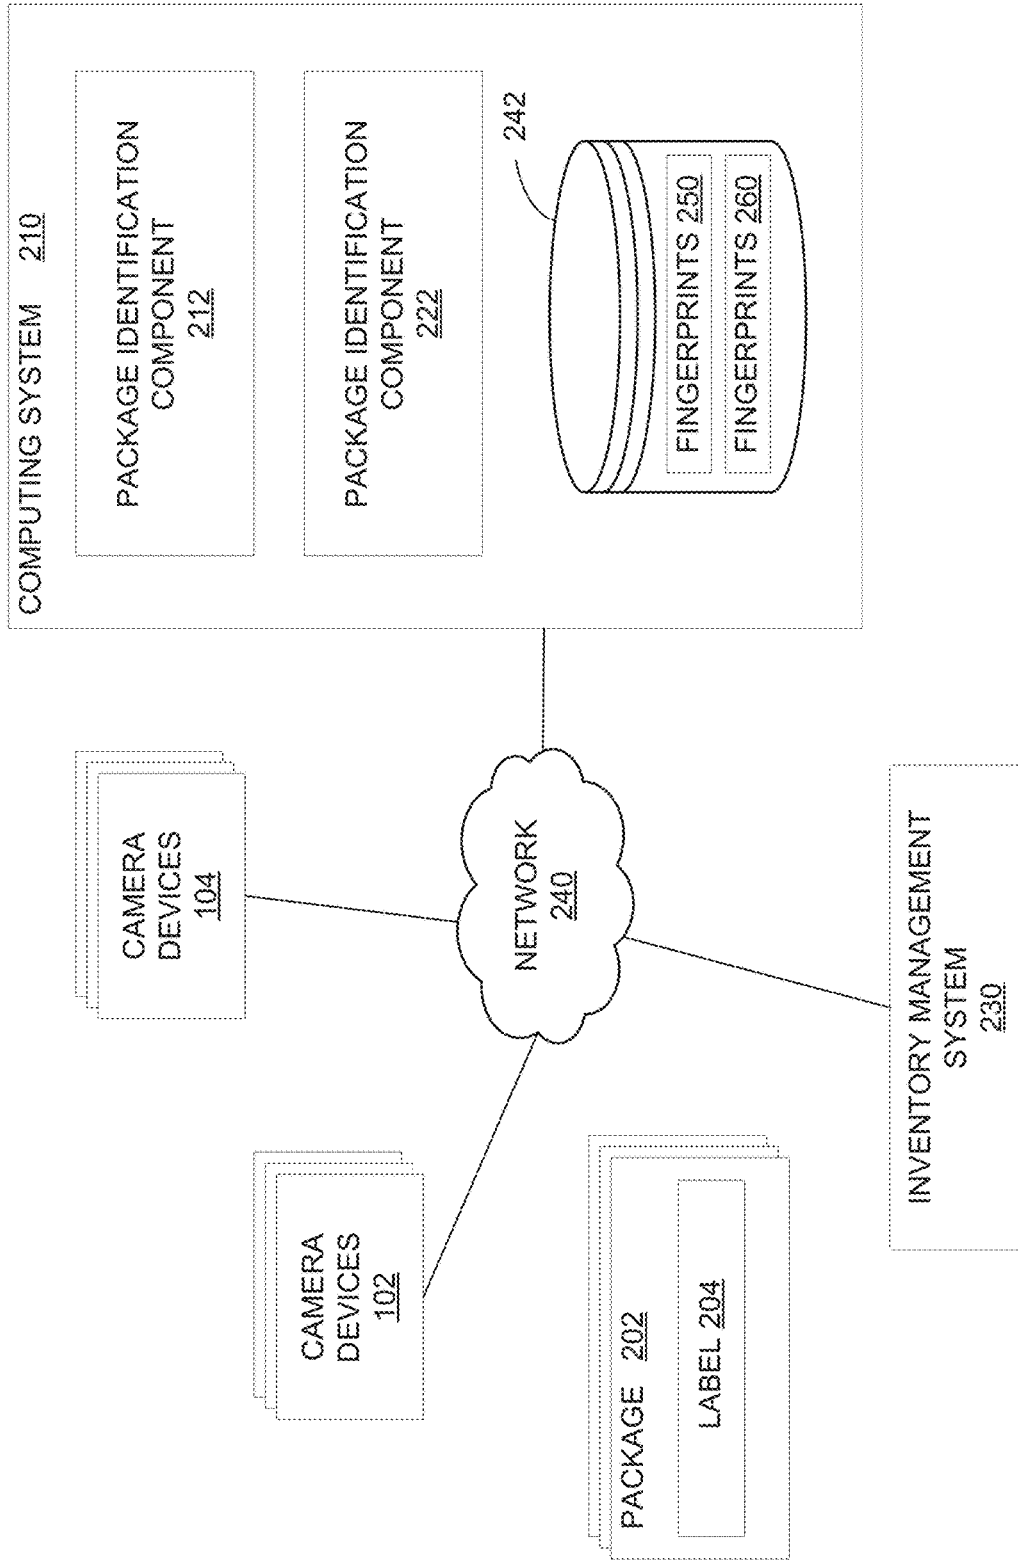 CAMERA
DEVICES
102
CAMERA
DEVICES
104
PACKAGE 202
LABEL 204
NETWORK
240
INVENTORY MANAGEMENT
SYSTEM
230
COMPUTING SYSTEM 210
PACKAGE IDENTIFICATION
COMPONENT
212
PACKAGE IDENTIFICATION
COMPONENT
222
242
FINGERPRINTS 250
FINGERPRINTS 260